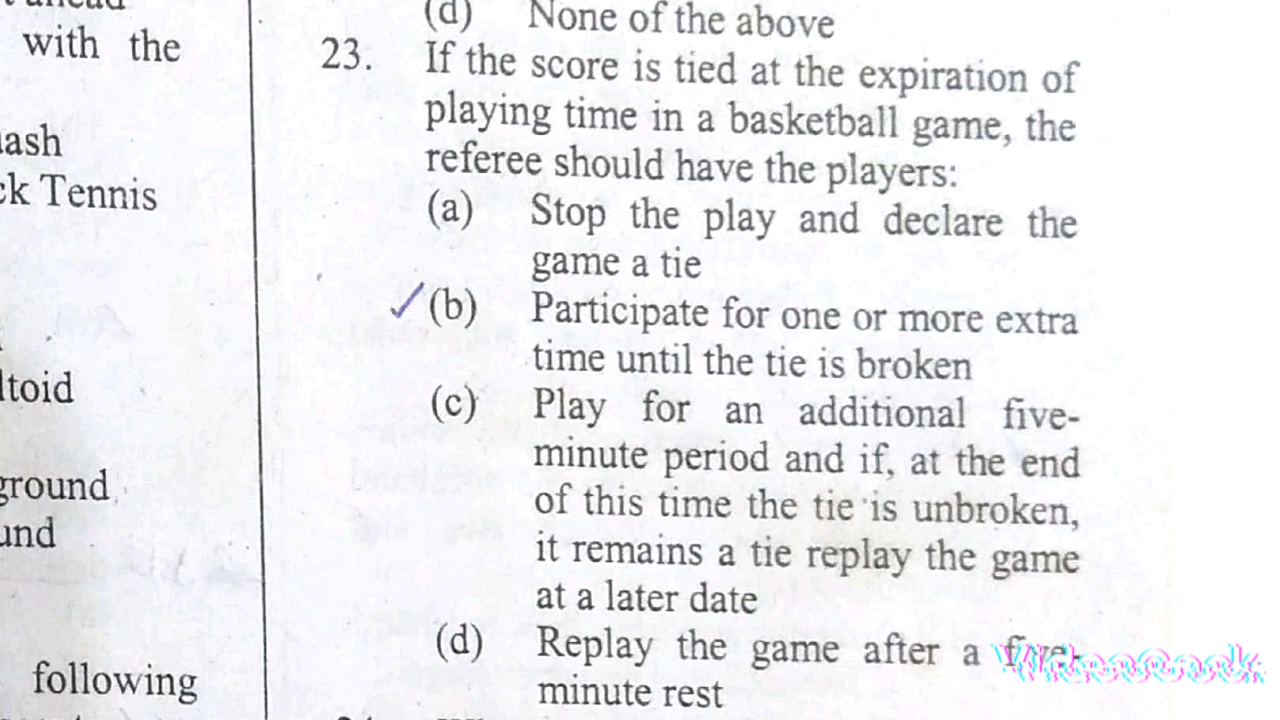 t ahead
with the
ash
ck Tennis
ltoid
ground
und
following
(d) None of the above
23. If the score is tied at the expiration of
playing time in a basketball game, the
referee should have the players:
(a) Stop the play and declare the
game a tie
(b) Participate for one or more extra
time until the tie is broken
(c) Play for an additional five-
minute period and if, at the end
of this time the tie is unbroken,
it remains a tie replay the game
at a later date
(d) Replay the game after a five-
minute rest